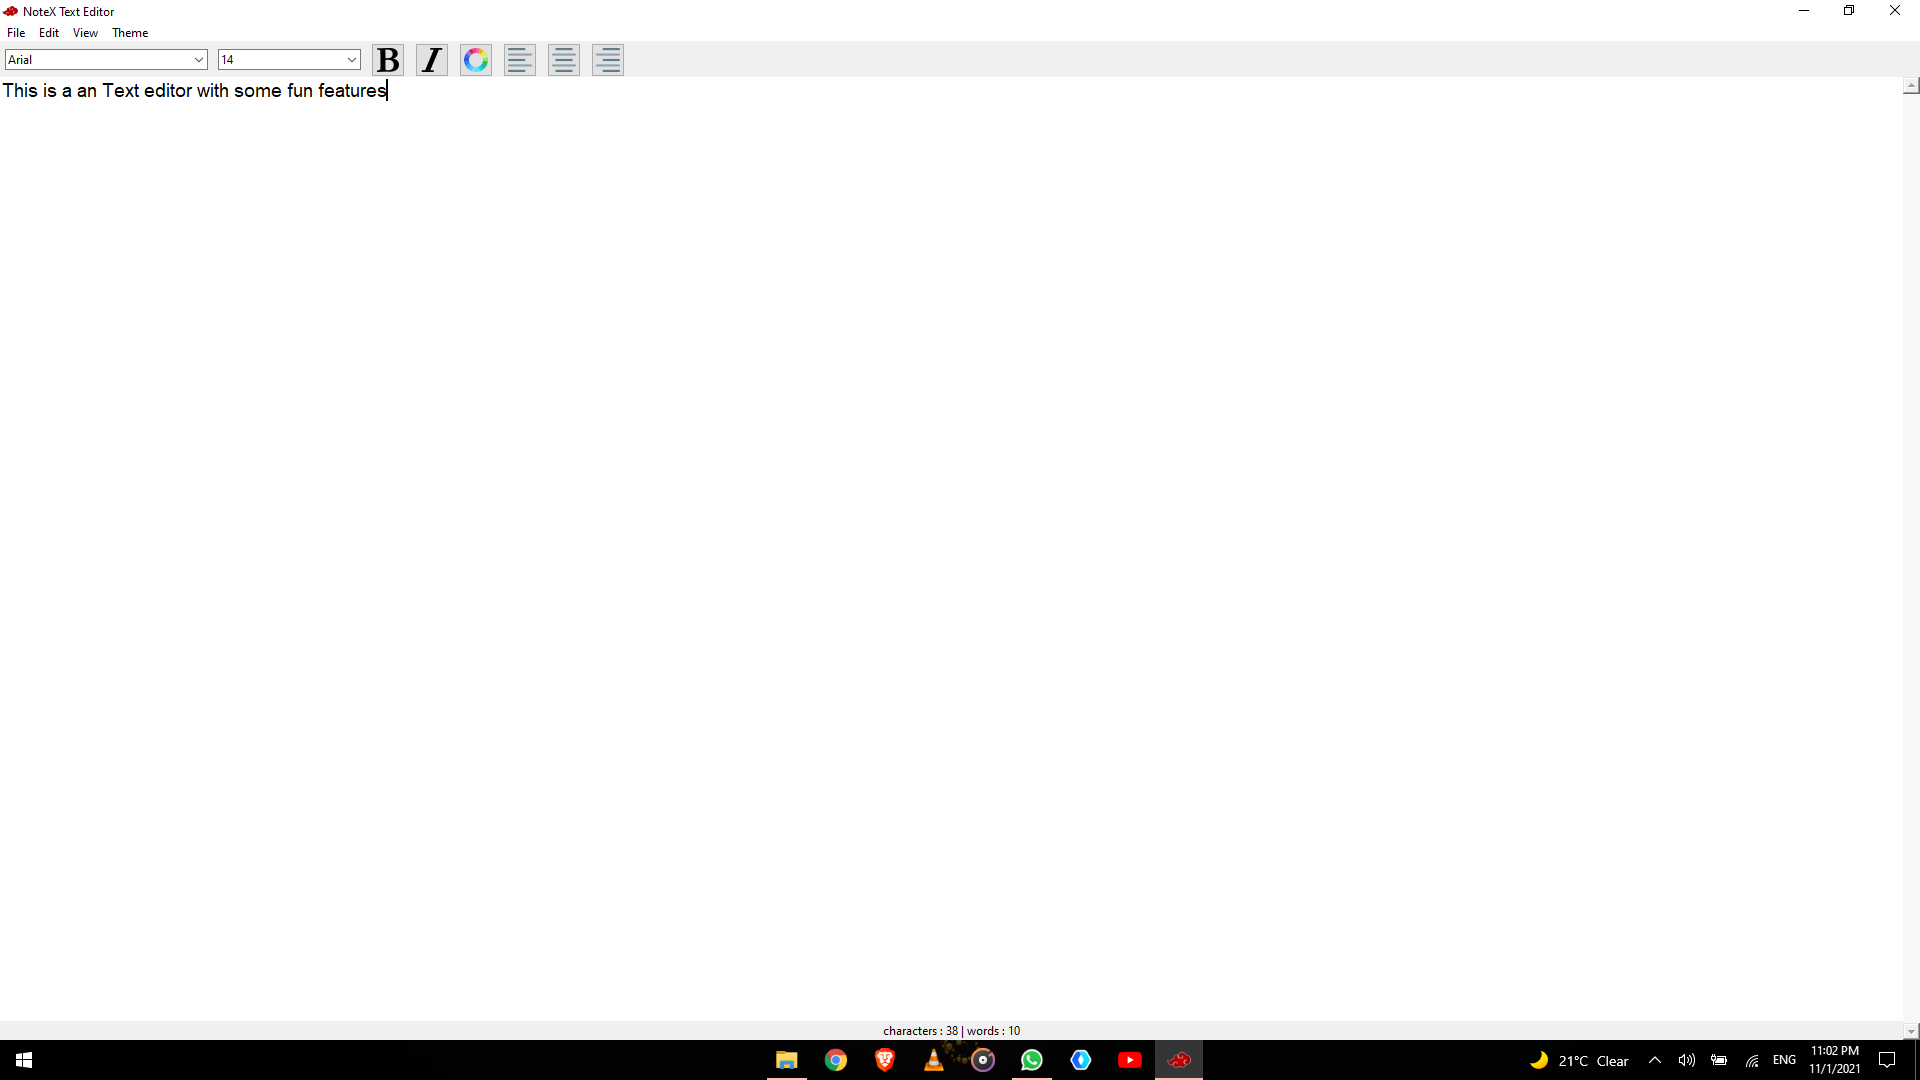 NoteX Text Editor
File Edit View Theme
Arial 14 B I
This is a an Text editor with some fun features
characters : 38 | words : 10
21°C Clear ENG 11:02 PM
11/1/2021